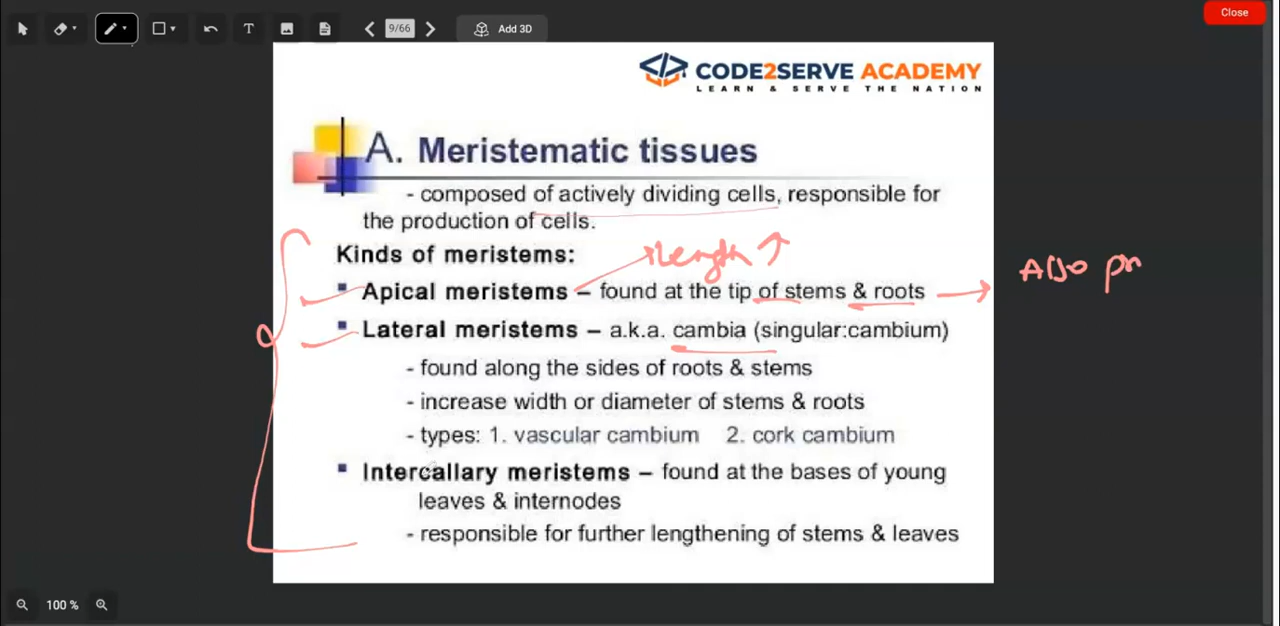 Close
9/66
Add 3D
CODE2SERVE ACADEMY
LEARN & SERVE THE NATION
A. Meristematic tissues
- composed of actively dividing cells, responsible for
the production of cells.
Kinds of meristems:
Length ↑
Apical meristems – found at the tip of stems & roots
Also pr
Lateral meristems – a.k.a. cambia (singular:cambium)
- found along the sides of roots & stems
- increase width or diameter of stems & roots
- types: 1. vascular cambium 2. cork cambium
Intercallary meristems – found at the bases of young
leaves & internodes
- responsible for further lengthening of stems & leaves
100 %